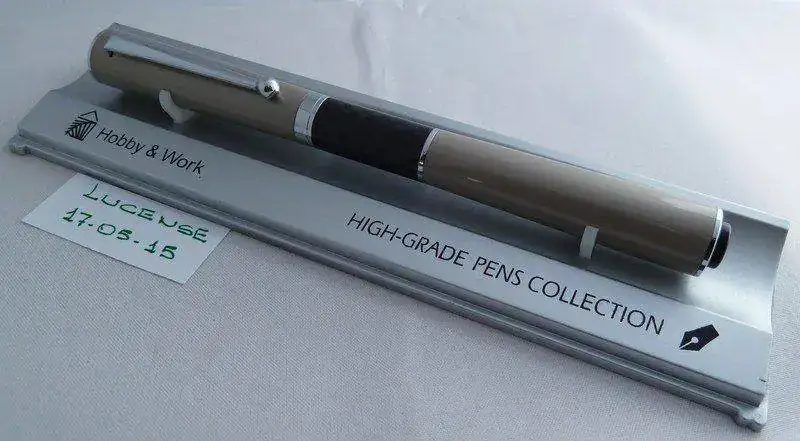 Hobby & Work
HIGH-GRADE PENS COLLECTION
LUCENSE
17-05-15